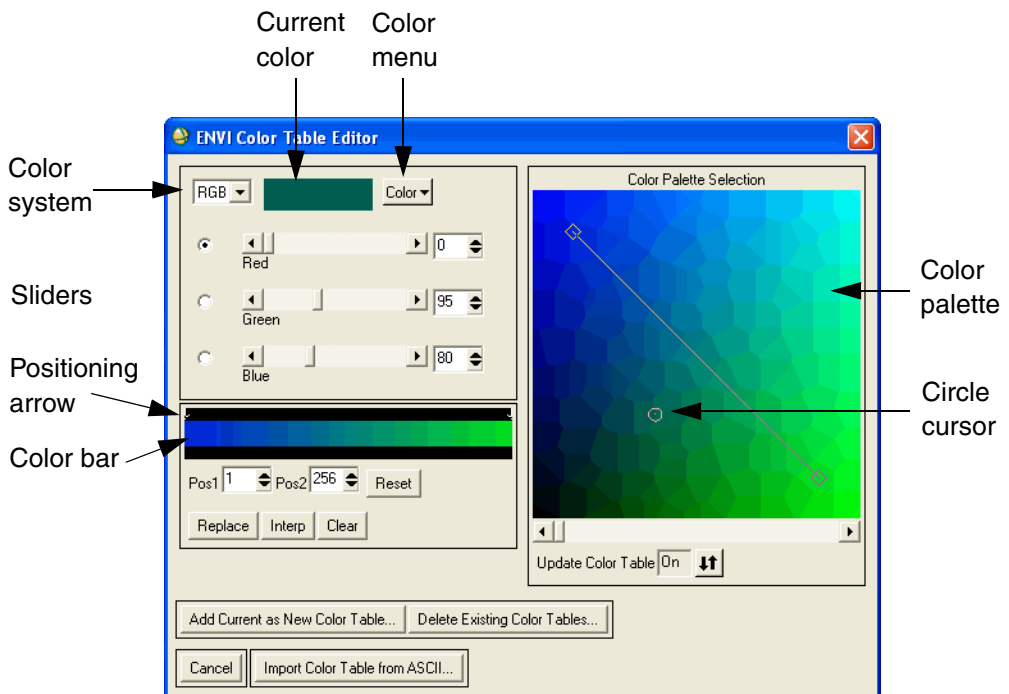 Current color
Color menu
ENVI Color Table Editor
Color system
RGB
Color
Color Palette Selection
0
Red
Sliders
95
Green
80
Blue
Color palette
Positioning arrow
Circle cursor
Color bar
Pos1 1 Pos2 256 Reset
Replace Interp Clear
Update Color Table On
Add Current as New Color Table... Delete Existing Color Tables...
Cancel Import Color Table from ASCII...